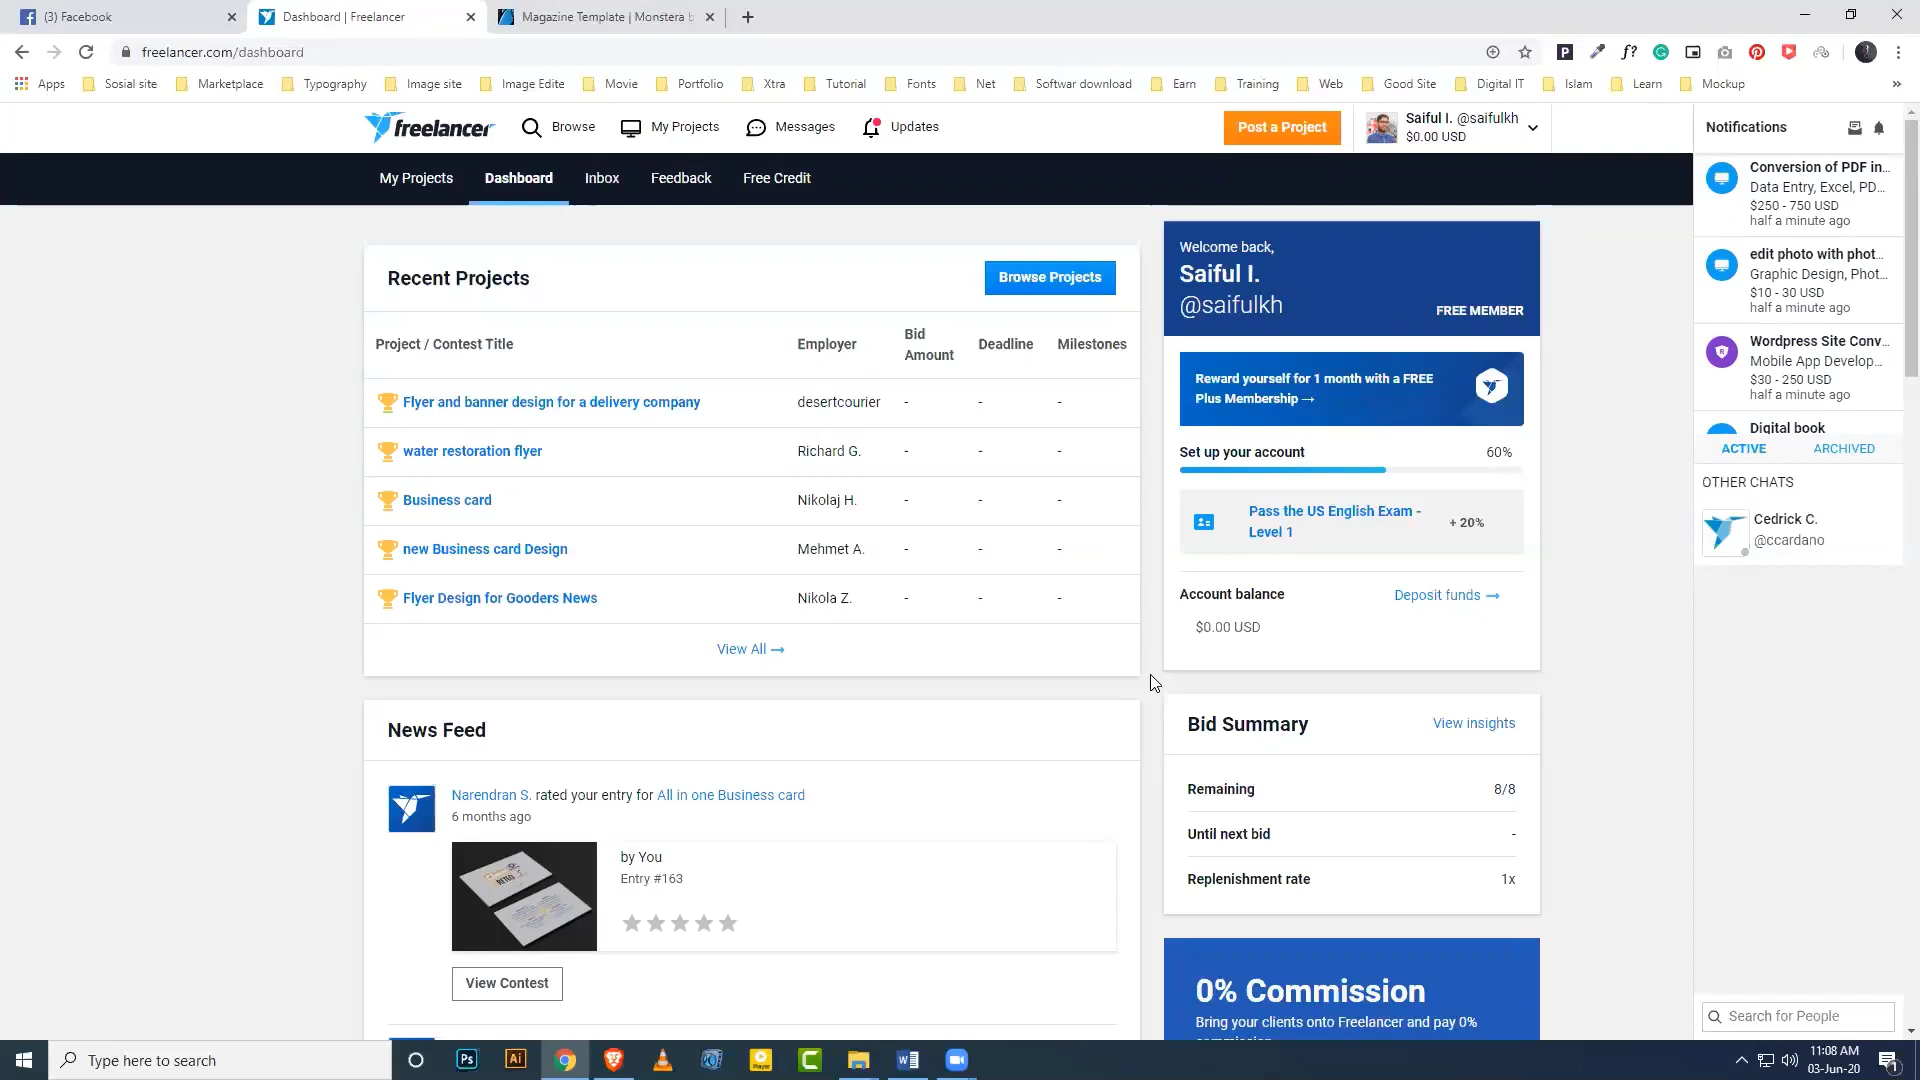 (3) Facebook
Dashboard | Freelancer
Magazine Template | Monstera b
freelancer.com/dashboard
Apps
Sosial site
Marketplace
Typography
Image site
Image Edite
Movie
Portfolio
Xtra
Tutorial
Fonts
Net
Softwar download
Earn
Training
Web
Good Site
Digital IT
Islam
Learn
Mockup
freelancer
Browse
My Projects
Messages
Updates
Post a Project
Saiful I. @saifulkh
$0.00 USD
My Projects
Dashboard
Inbox
Feedback
Free Credit
Recent Projects
Browse Projects
Project / Contest Title
Employer
Bid
Amount
Deadline
Milestones
Flyer and banner design for a delivery company desertcourier - - -
water restoration flyer Richard G. - - -
Business card Nikolaj H. - - -
new Business card Design Mehmet A. - - -
Flyer Design for Gooders News Nikola Z. - - -
View All →
News Feed
Narendran S. rated your entry for All in one Business card
6 months ago
by You
Entry #163
View Contest
Welcome back,
Saiful I.
@saifulkh
FREE MEMBER
Reward yourself for 1 month with a FREE
Plus Membership →
Set up your account 60%
Pass the US English Exam -
Level 1
+ 20%
Account balance
Deposit funds →
$0.00 USD
Bid Summary
View insights
Remaining 8/8
Until next bid -
Replenishment rate 1x
0% Commission
Bring your clients onto Freelancer and pay 0%
Notifications
Conversion of PDF in...
Data Entry, Excel, PD...
$250 - 750 USD
half a minute ago
edit photo with phot...
Graphic Design, Phot...
$10 - 30 USD
half a minute ago
Wordpress Site Conv...
Mobile App Develop...
$30 - 250 USD
half a minute ago
Digital book
ACTIVE
ARCHIVED
OTHER CHATS
Cedrick C.
@ccardano
Search for People
Type here to search
11:08 AM
03-Jun-20